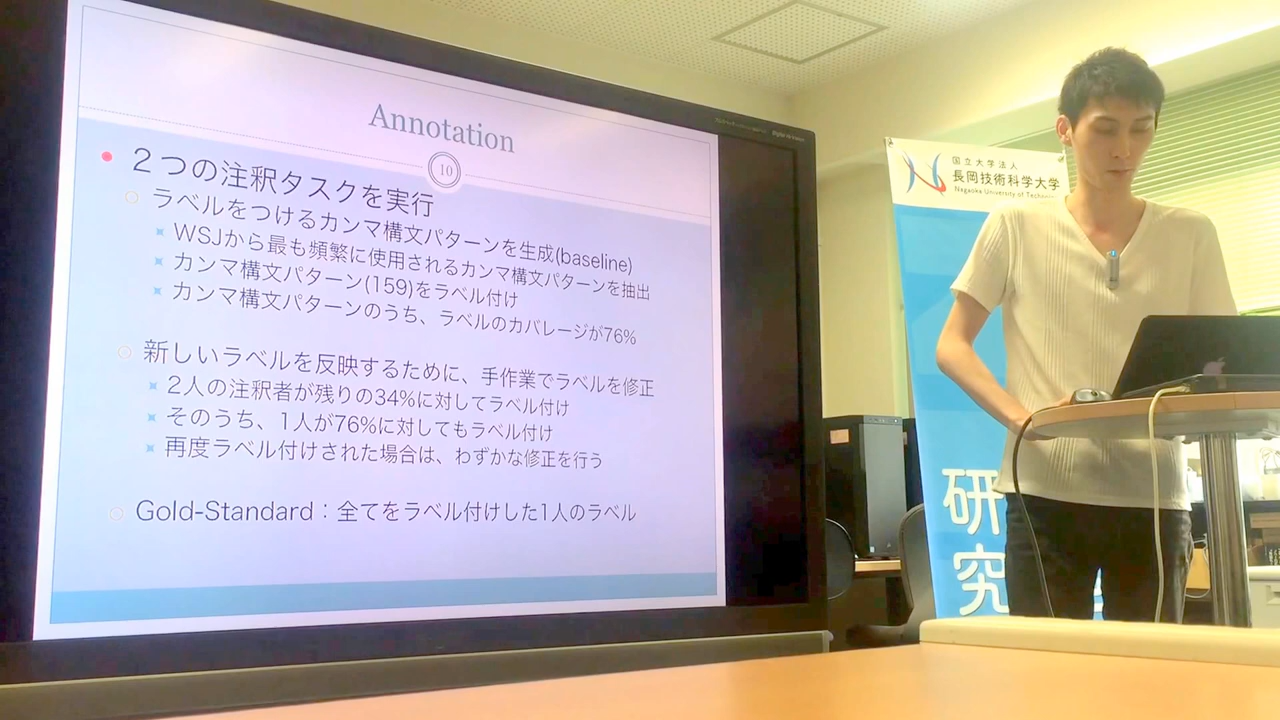 Annotation
10
2つの注釈タスクを実行
ラベルをつけるカンマ構文パターンを生成(baseline)
WSJから最も頻繁に使用されるカンマ構文パターンを抽出
カンマ構文パターン(159)をラベル付け
カンマ構文パターンのうち、ラベルのカバレージが76%
新しいラベルを反映するために、手作業でラベルを修正
2人の注釈者が残りの34%に対してラベル付け
そのうち、1人が76%に対してもラベル付け
再度ラベル付けされた場合は、わずかな修正を行う
Gold-Standard：全てをラベル付けした1人のラベル
国立大学法人
長岡技術科学大学
Nagaoka University of
研究